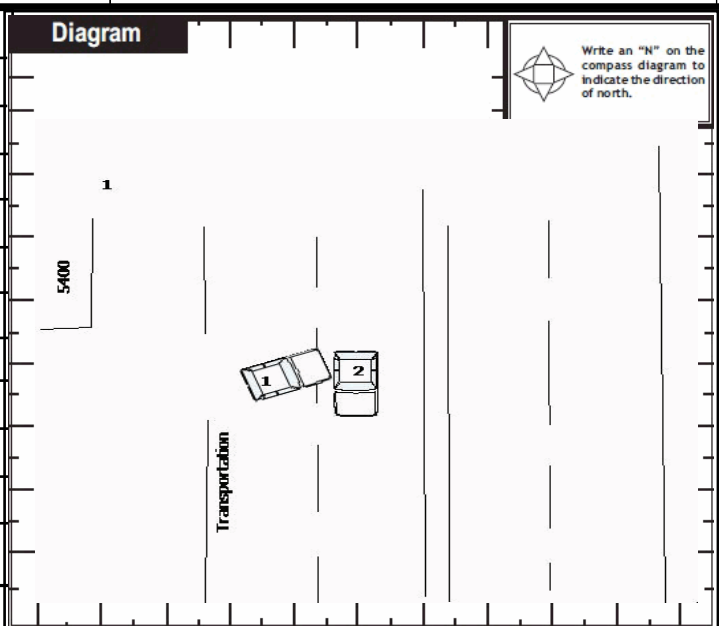 Diagram
Write an “N” on the
compass diagram to
indicate the direction
of north.
1
5400
1
2
Transportation